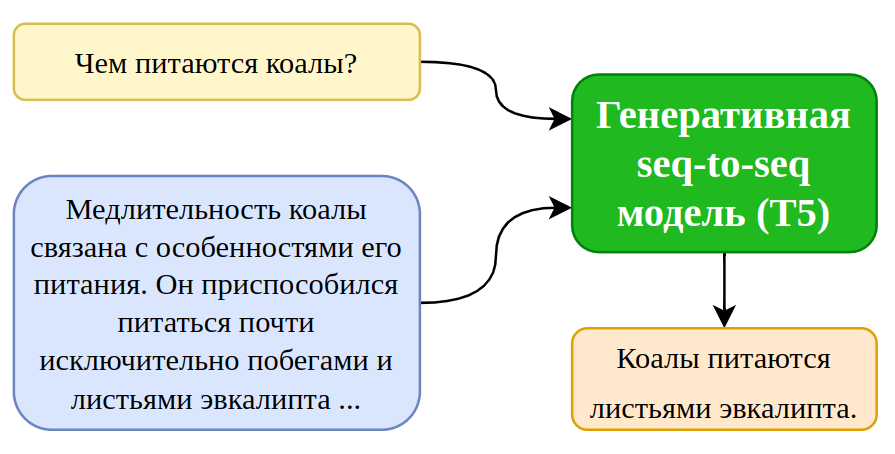 Чем питаются коалы?
Медлительность коалы
связана с особенностями его
питания. Он приспособился
питаться почти
исключительно побегами и
листьями эвкалипта ...
Генеративная
seq-to-seq
модель (T5)
Коалы питаются
листьями эвкалипта.